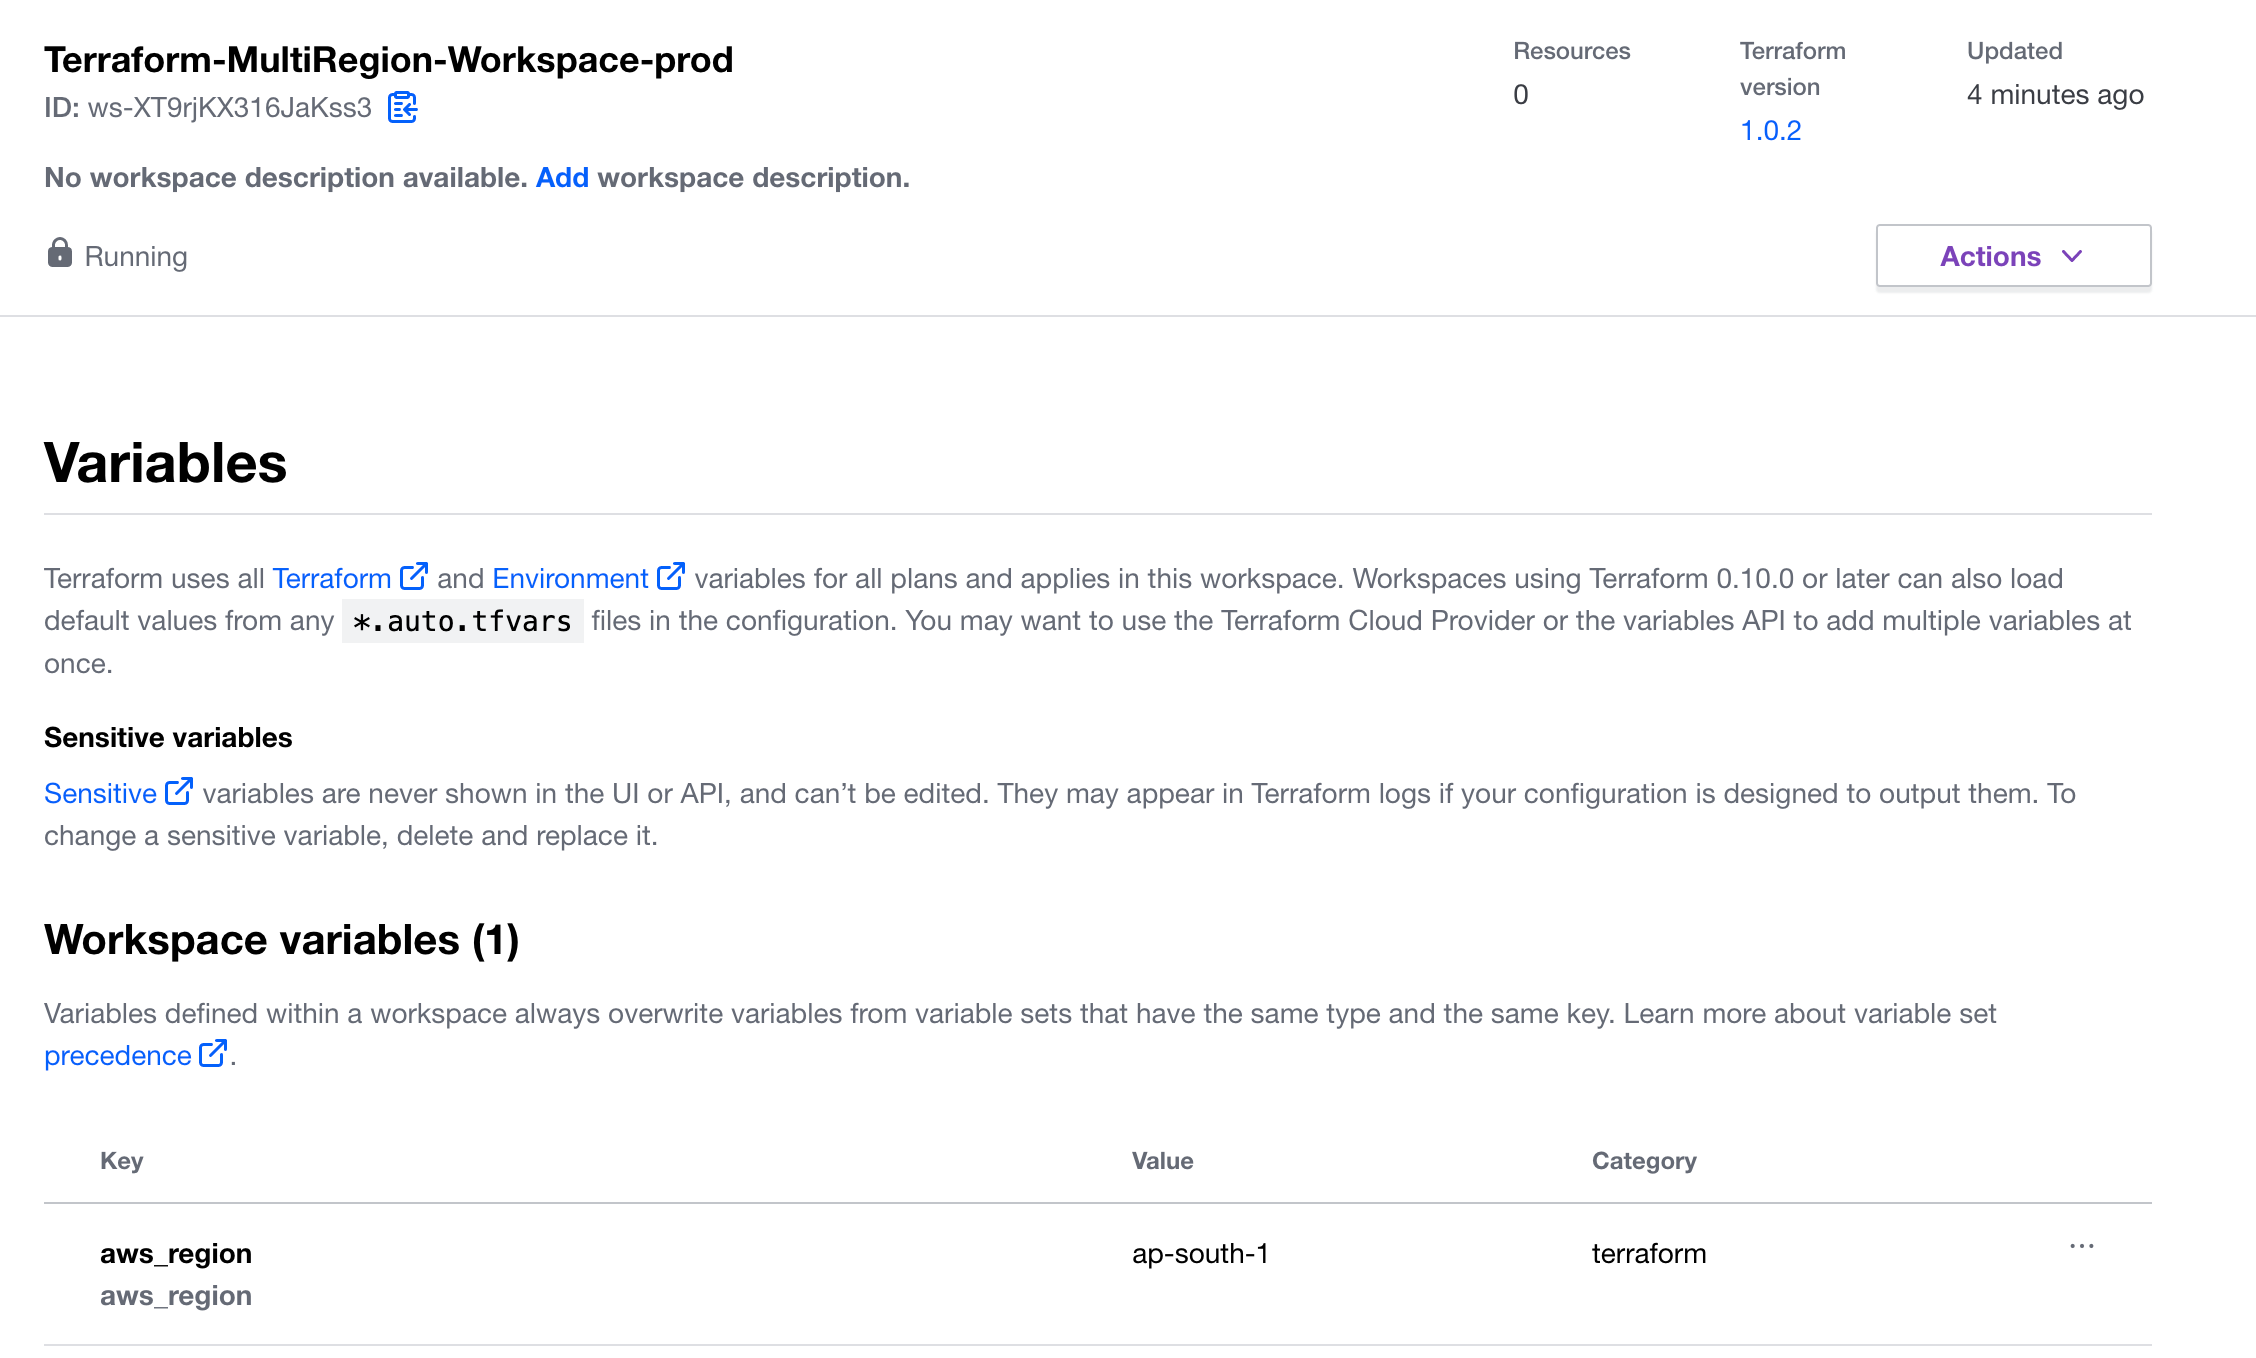 Terraform-MultiRegion-Workspace-prod
ID: ws-XT9rjKX316JaKss3
No workspace description available. Add workspace description.
Running
Resources
0
Terraform
version
1.0.2
Updated
4 minutes ago
Actions
Variables
Terraform uses all Terraform and Environment variables for all plans and applies in this workspace. Workspaces using Terraform 0.10.0 or later can also load
default values from any *.auto.tfvars files in the configuration. You may want to use the Terraform Cloud Provider or the variables API to add multiple variables at
once.
Sensitive variables
Sensitive variables are never shown in the UI or API, and can’t be edited. They may appear in Terraform logs if your configuration is designed to output them. To
change a sensitive variable, delete and replace it.
Workspace variables (1)
Variables defined within a workspace always overwrite variables from variable sets that have the same type and the same key. Learn more about variable set
precedence .
Key Value Category
aws_region ap-south-1 terraform ...
aws_region